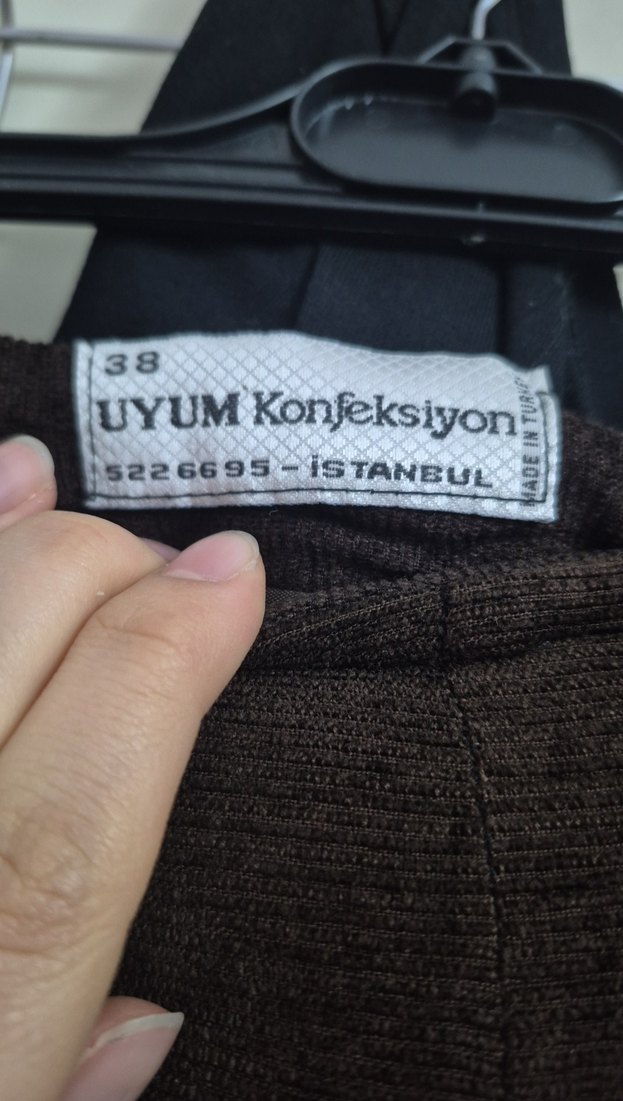 38
UYUM Konfeksiyon
5226695 - İSTANBUL
MADE IN TURKEY